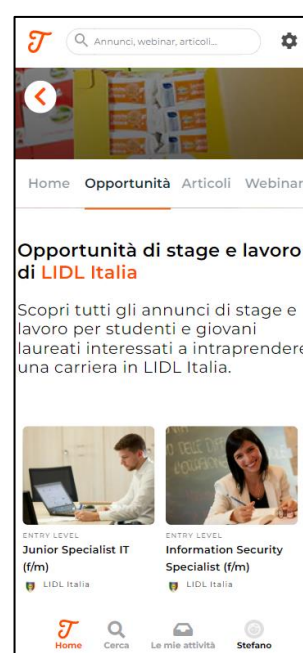 T
Annunci, webinar, articoli...
Home Opportunità Articoli Webinar
Opportunità di stage e lavoro
di LIDL Italia
Scopri tutti gli annunci di stage e
lavoro per studenti e giovani
laureati interessati a intraprendere
una carriera in LIDL Italia.
ENTRY LEVEL
Junior Specialist IT
(f/m)
LIDL Italia
ENTRY LEVEL
Information Security
Specialist (f/m)
LIDL Italia
T
Home Cerca Le mie attività Stefano